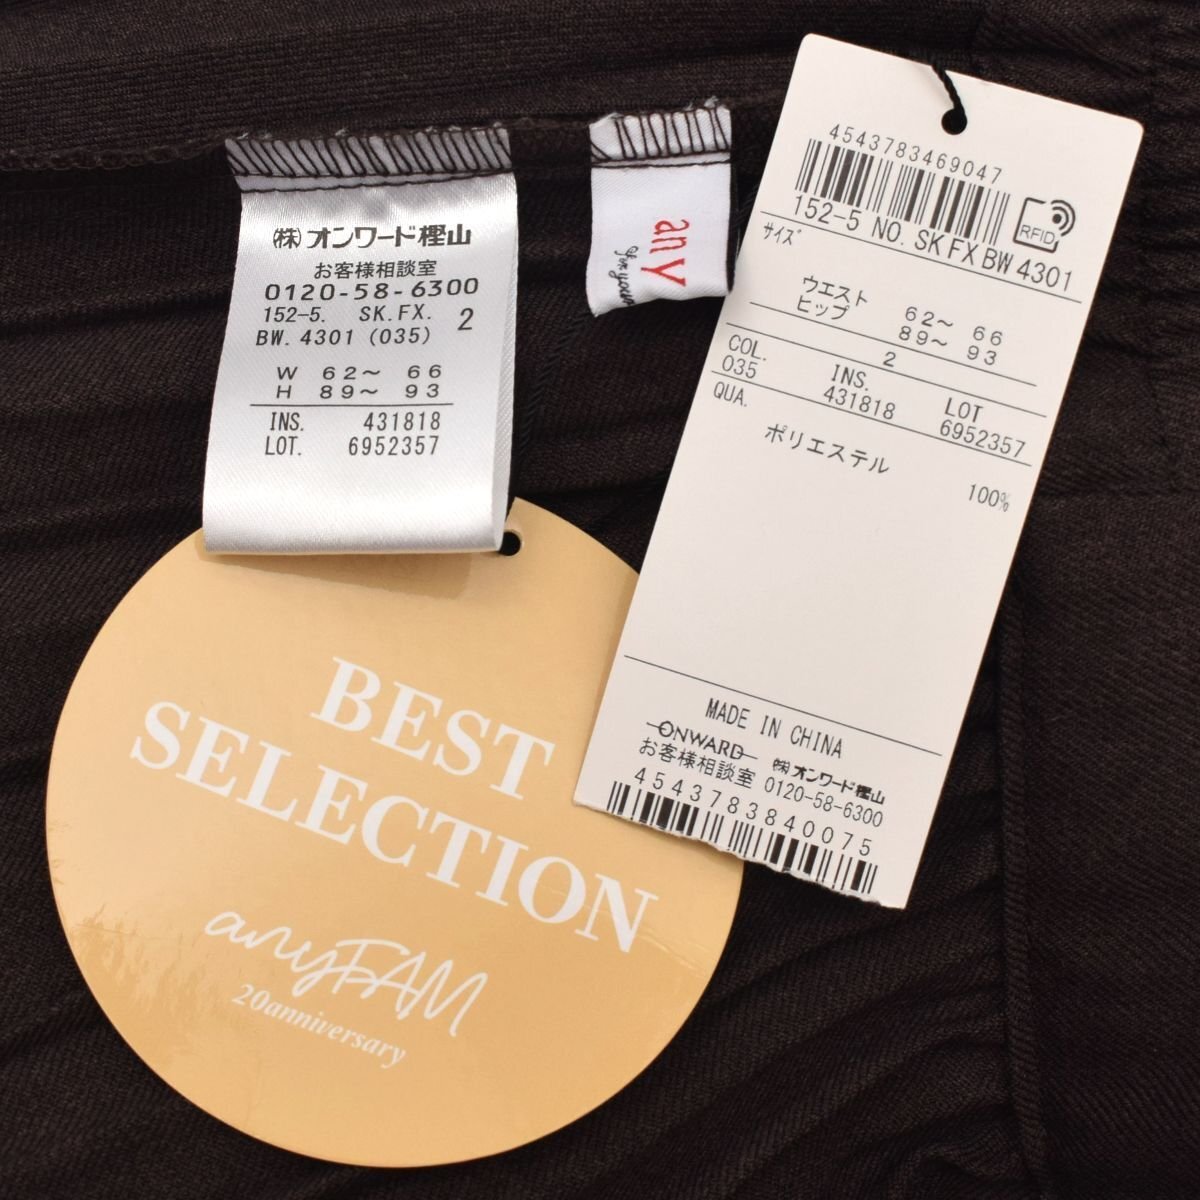 (株)オンワード樫山
お客様相談室
0120-58-6300
152-5. SK.FX. 2
BW.4301 (035)
W 62～ 66
H 89～ 93
INS. 431818
LOT. 6952357
any
for your
4543783469047
152-5 NO. SKFXBW4301
RFID
サイズ
ウエスト 62～ 66
ヒップ 89～ 93
2
COL. INS. LOT
035 431818 6952357
QUA.
ポリエステル
100%
MADE IN CHINA
ONWARD (株)オンワード樫山
お客様相談室 0120-58-6300
4543783840075
BEST
SELECTION
anyFAM
20anniversary